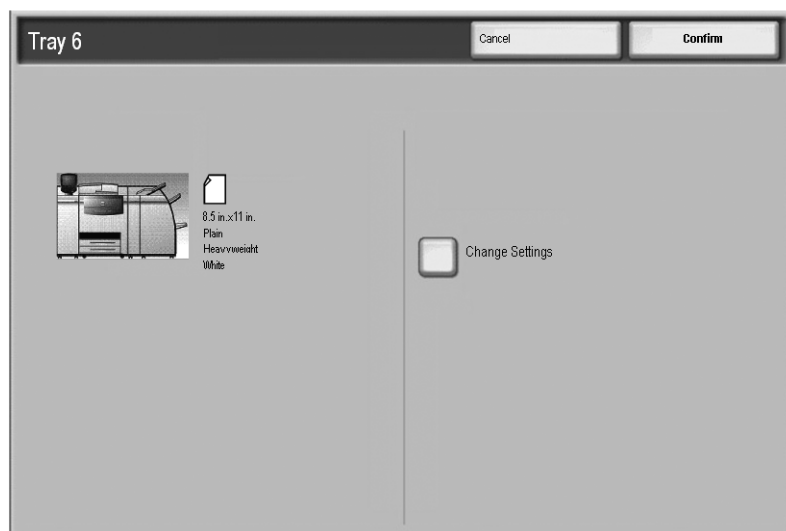 Tray 6
Cancel
Confirm
8.5 in.x11 in.
Plain
Heavyweight
White
Change Settings